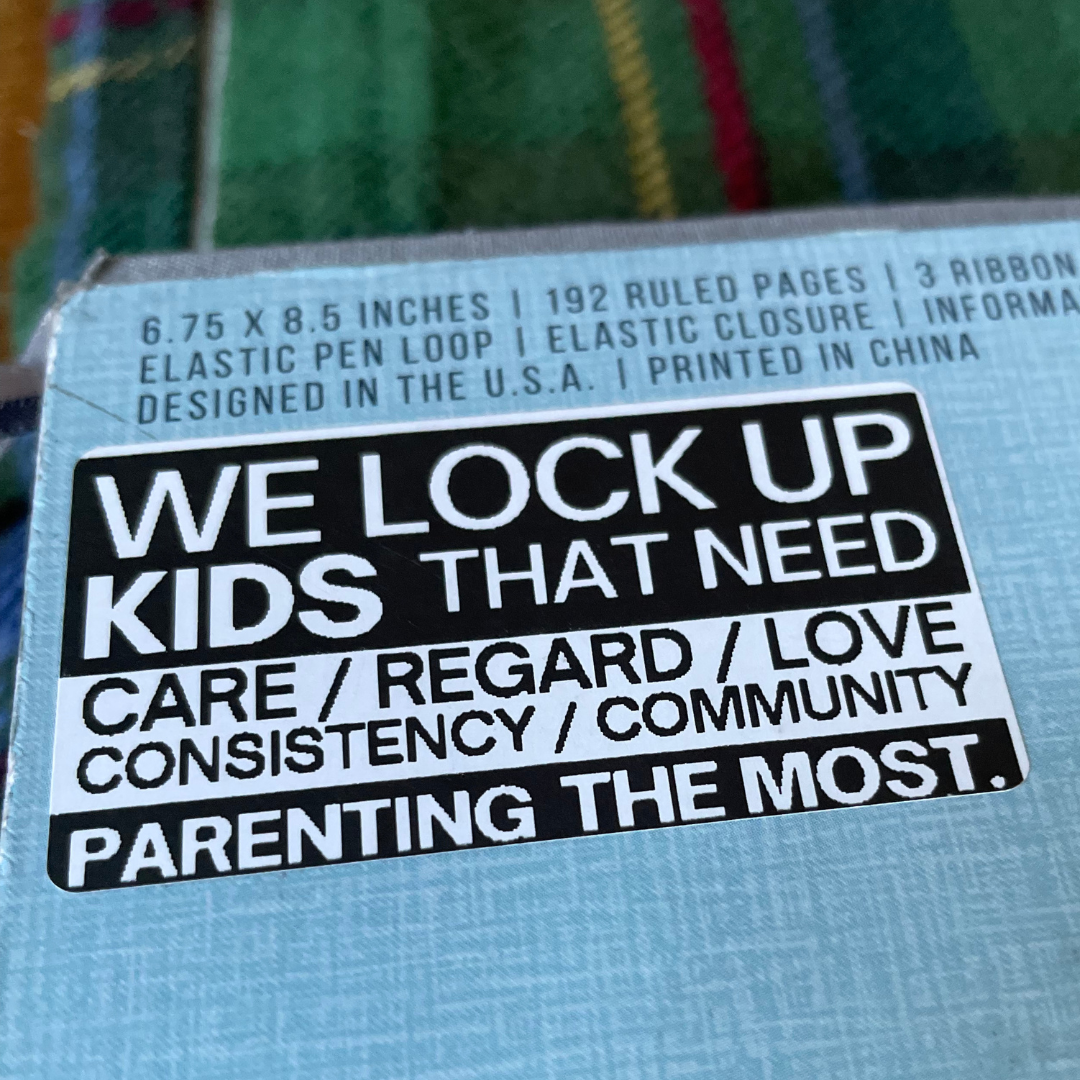 6.75 X 8.5 INCHES | 192 RULED PAGES | 3 RIBBON
ELASTIC PEN LOOP | ELASTIC CLOSURE |
DESIGNED IN THE U.S.A. | PRINTED IN CHINA
WE LOCK UP
KIDS THAT NEED
CARE / REGARD / LOVE
CONSISTENCY / COMMUNITY
PARENTING THE MOST.